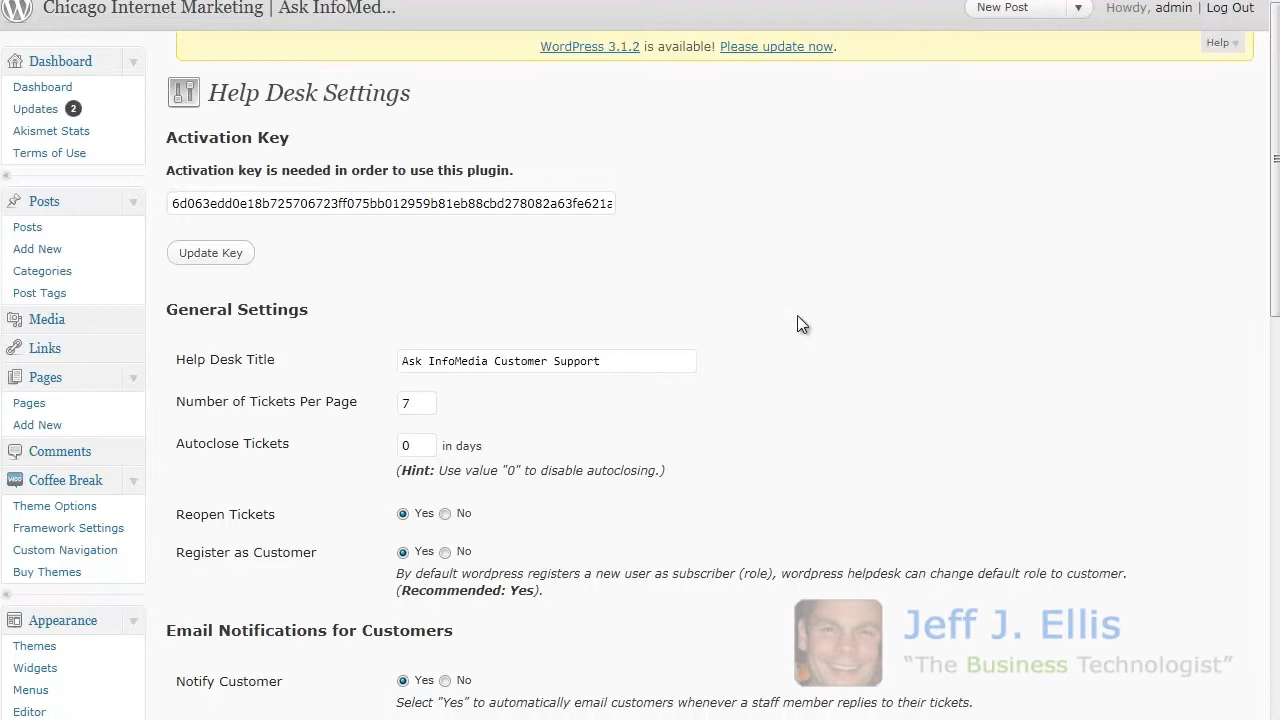 Chicago Internet Marketing | Ask InfoMed...
New Post
Howdy, admin | Log Out
WordPress 3.1.2 is available! Please update now.
Help
Dashboard
Dashboard
Updates 2
Akismet Stats
Terms of Use
Posts
Posts
Add New
Categories
Post Tags
Media
Links
Pages
Pages
Add New
Comments
Coffee Break
Theme Options
Framework Settings
Custom Navigation
Buy Themes
Appearance
Themes
Widgets
Menus
Editor
Help Desk Settings
Activation Key
Activation key is needed in order to use this plugin.
6d063edd0e18b725706723ff075bb012959b81eb88cbd278082a63fe621a
Update Key
General Settings
Help Desk Title
Ask InfoMedia Customer Support
Number of Tickets Per Page
7
Autoclose Tickets
0 in days
(Hint: Use value "0" to disable autoclosing.)
Reopen Tickets
Yes No
Register as Customer
Yes No
By default wordpress registers a new user as subscriber (role), wordpress helpdesk can change default role to customer.
(Recommended: Yes).
Email Notifications for Customers
Notify Customer
Yes No
Select "Yes" to automatically email customers whenever a staff member replies to their tickets.
Jeff J. Ellis
“The Business Technologist”